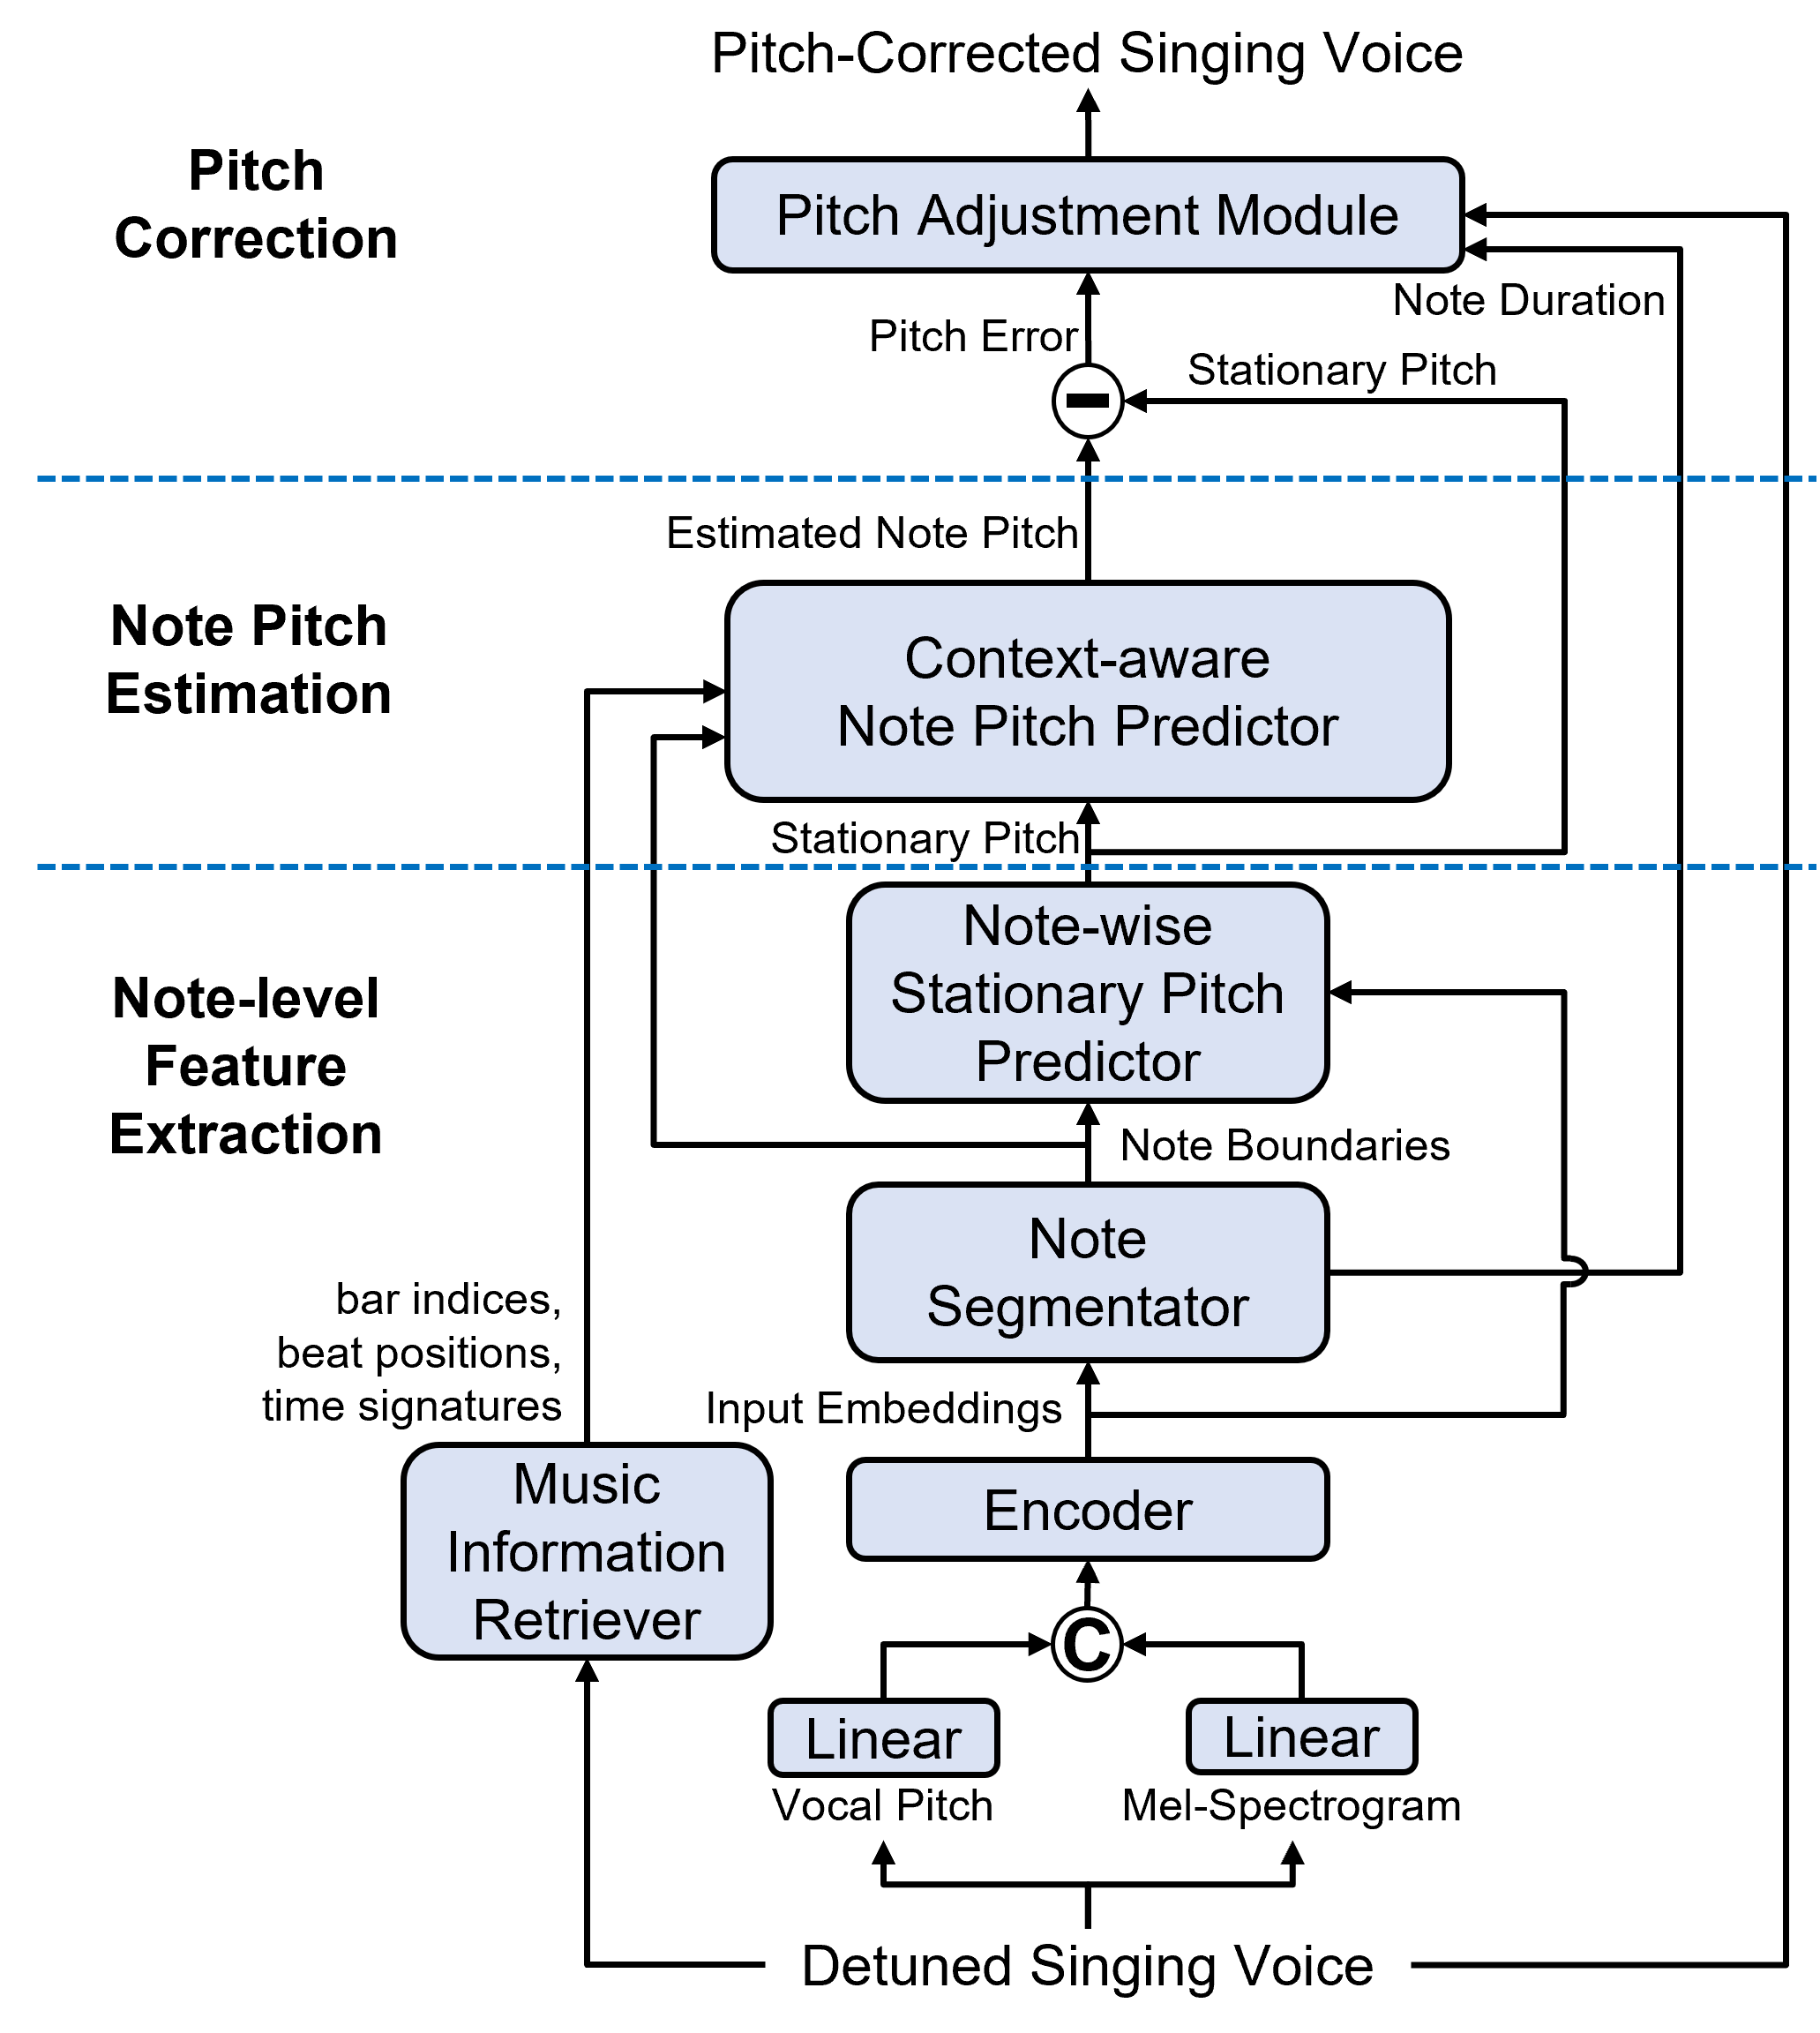 Pitch-Corrected Singing Voice
Pitch
Correction
Pitch Adjustment Module
Note Duration
Pitch Error
Stationary Pitch
Estimated Note Pitch
Note Pitch
Estimation
Context-aware
Note Pitch Predictor
Stationary Pitch
Note-wise
Stationary Pitch
Predictor
Note-level
Feature
Extraction
Note Boundaries
Note
Segmentator
bar indices,
beat positions,
time signatures
Input Embeddings
Music
Information
Retriever
Encoder
C
Linear
Linear
Vocal Pitch
Mel-Spectrogram
Detuned Singing Voice